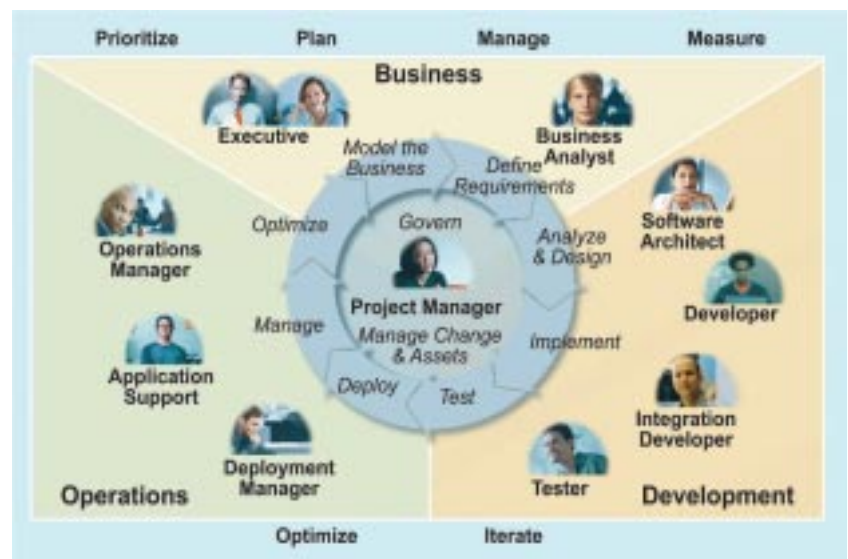 Prioritize Plan Manage Measure
Business
Executive
Business
Analyst
Model the
Business
Define
Requirements
Optimize
Govern
Analyze
& Design
Software
Architect
Operations
Manager
Project Manager
Developer
Manage
Manage Change
& Assets
Implement
Application
Support
Deploy
Test
Integration
Developer
Deployment
Manager
Tester
Operations
Development
Optimize Iterate